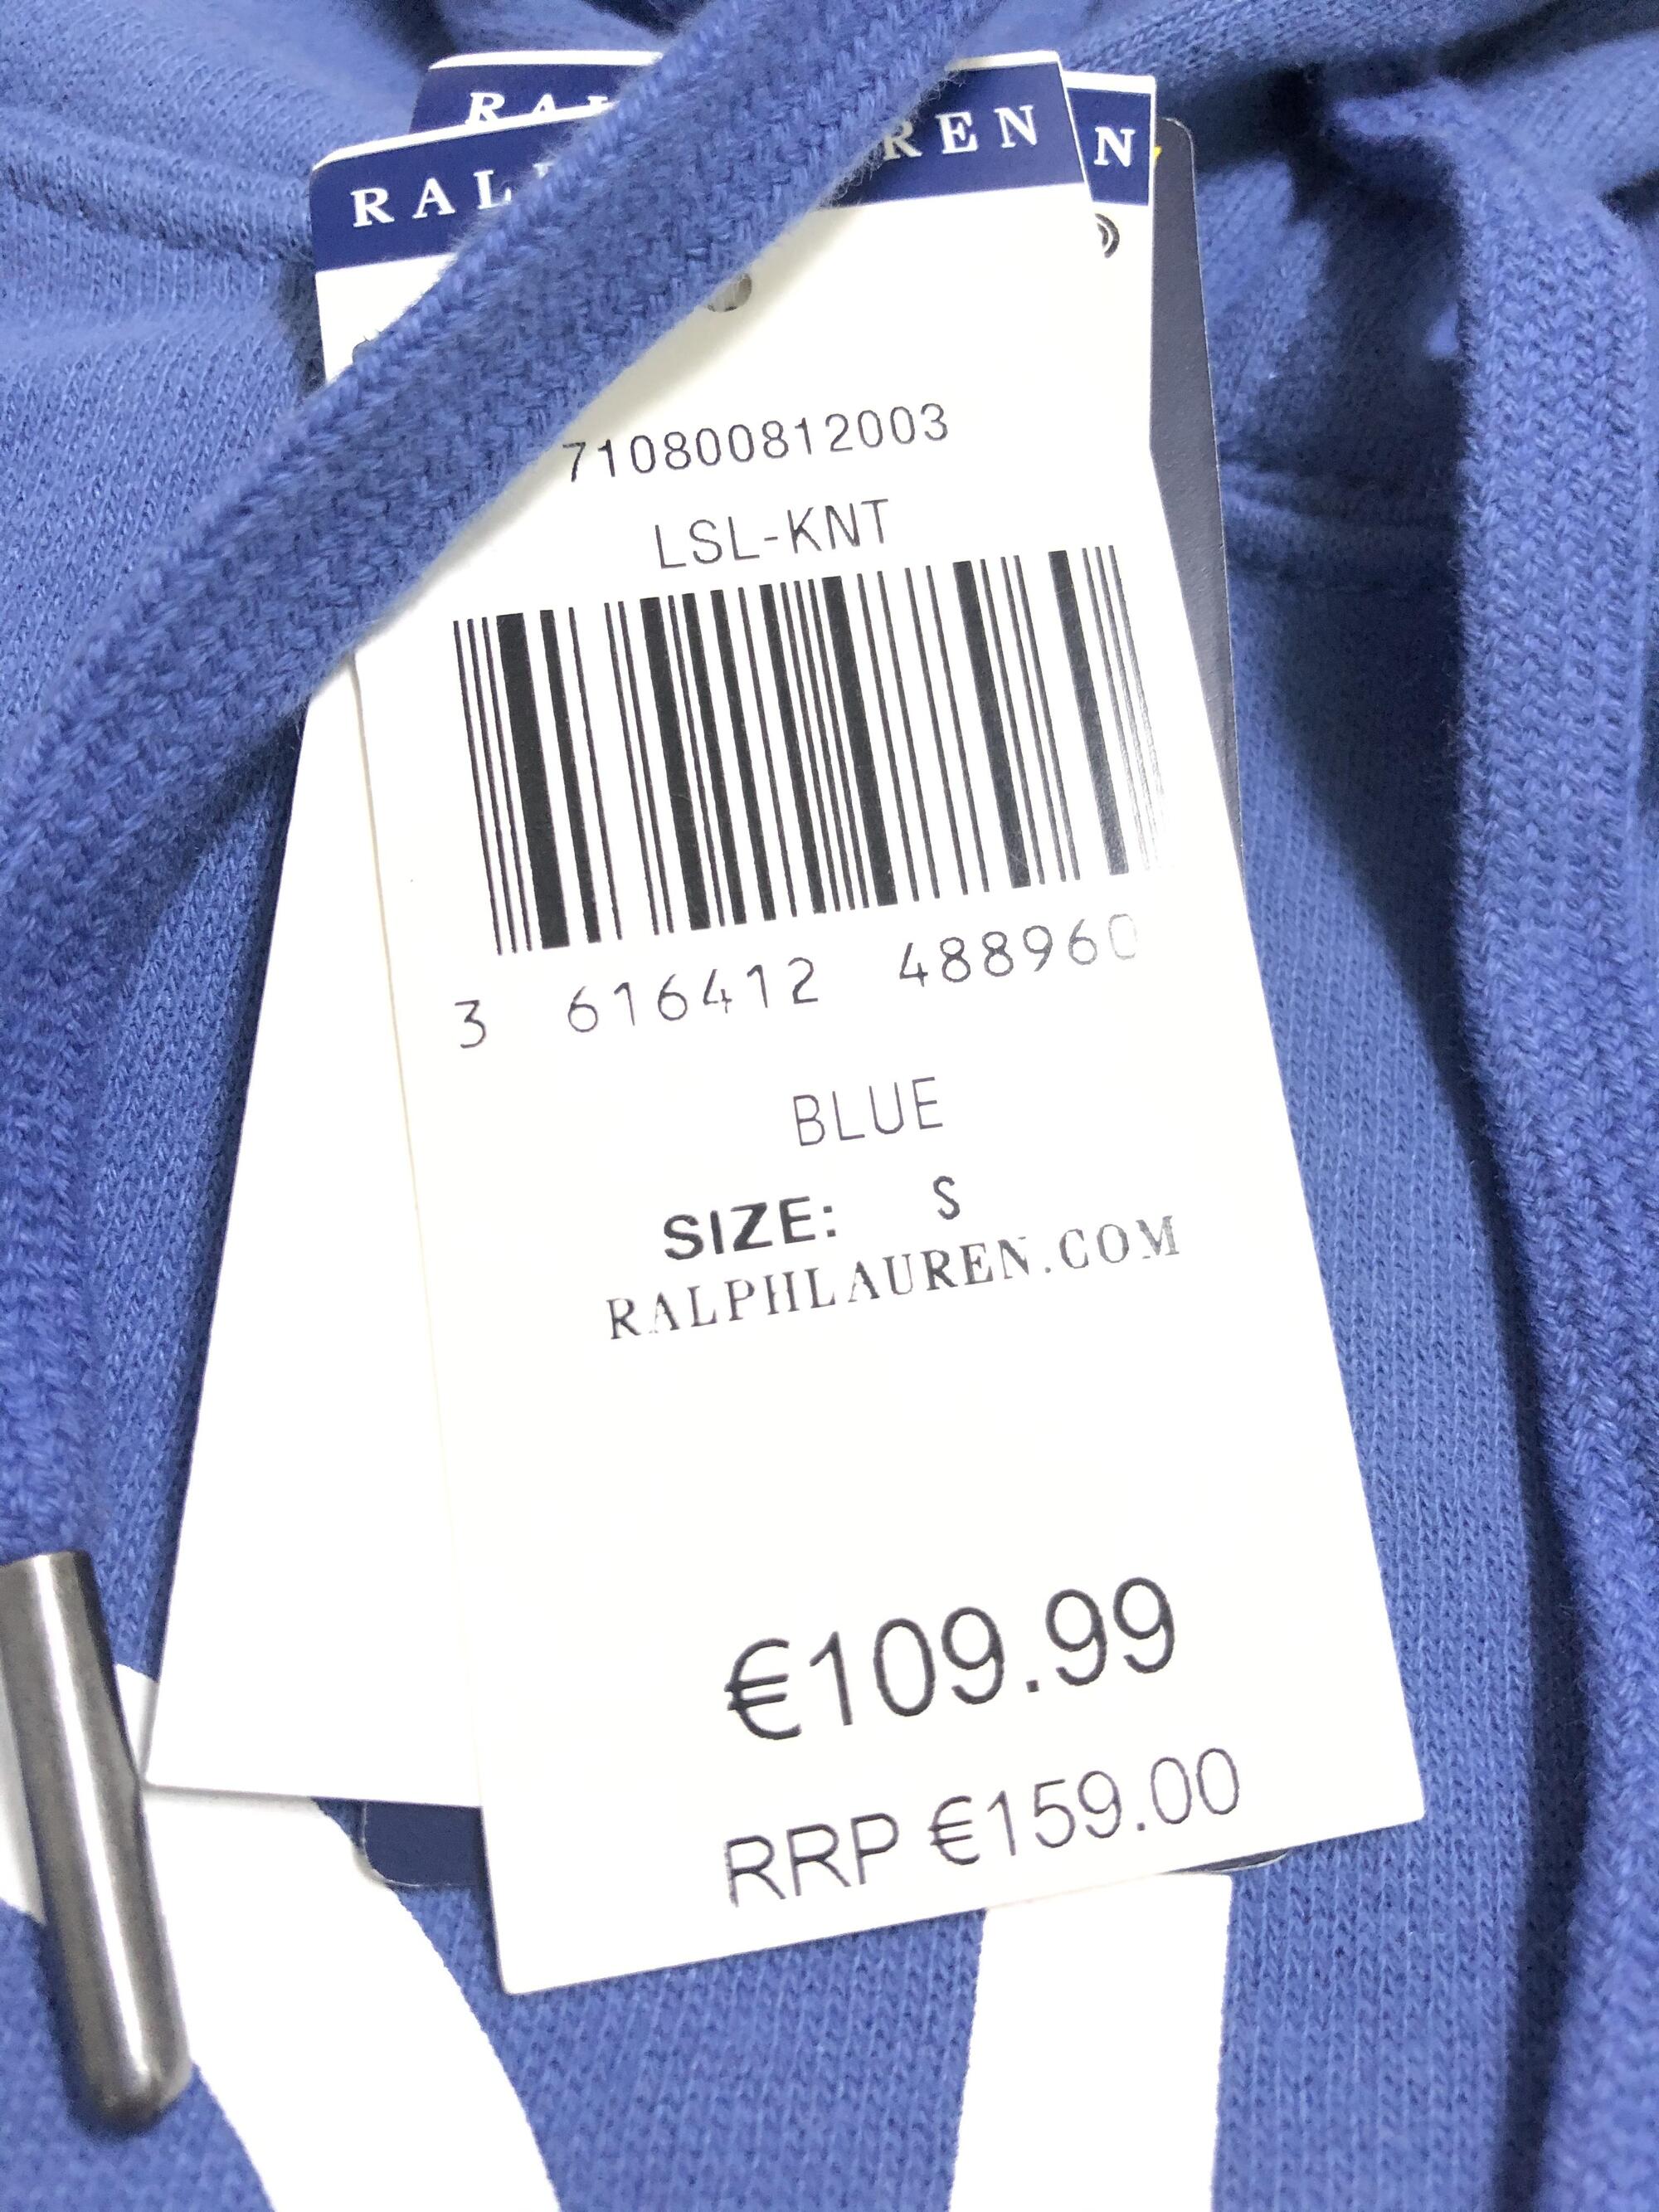 RALPH LAUREN
710800812003
LSL-KNT
3 616412 488960
BLUE
SIZE: S
RALPHLAUREN.COM
€109.99
RRP €159.00